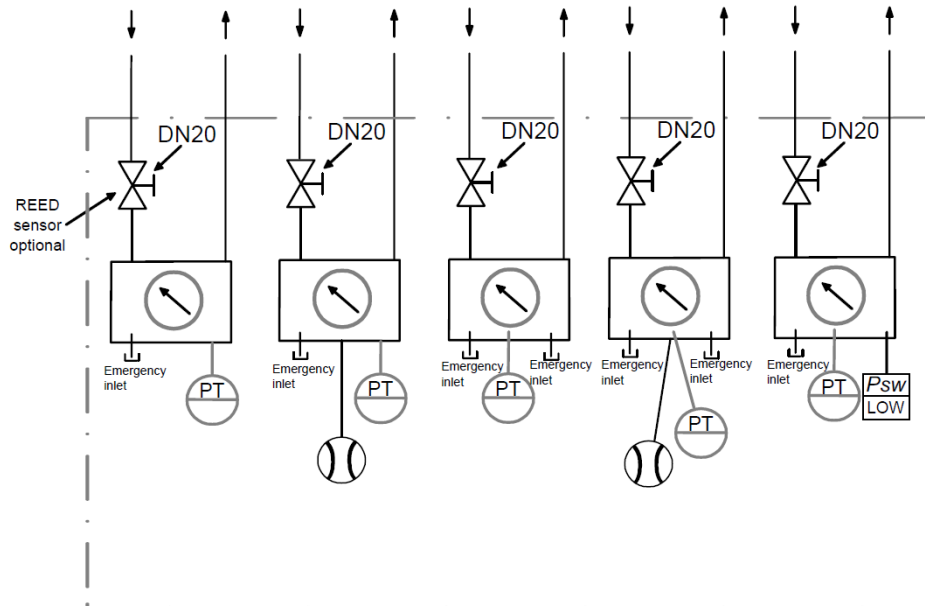 DN20
DN20
DN20
DN20
DN20
REED
sensor
optional
Emergency
inlet
PT
Emergency
inlet
PT
Emergency
inlet
PT
Emergency
inlet
Emergency
inlet
PT
Emergency
inlet
Emergency
inlet
PT
Psw
LOW